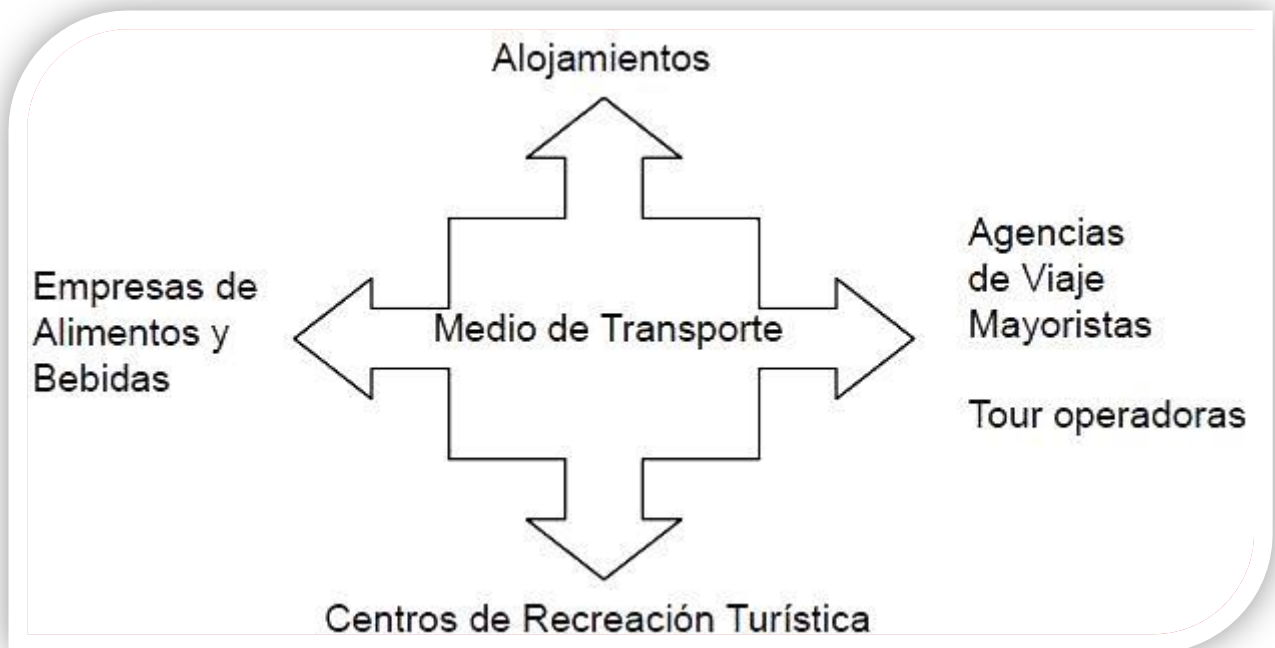 Alojamientos
Empresas de
Alimentos y
Bebidas
Medio de Transporte
Agencias
de Viaje
Mayoristas
Tour operadoras
Centros de Recreación Turística